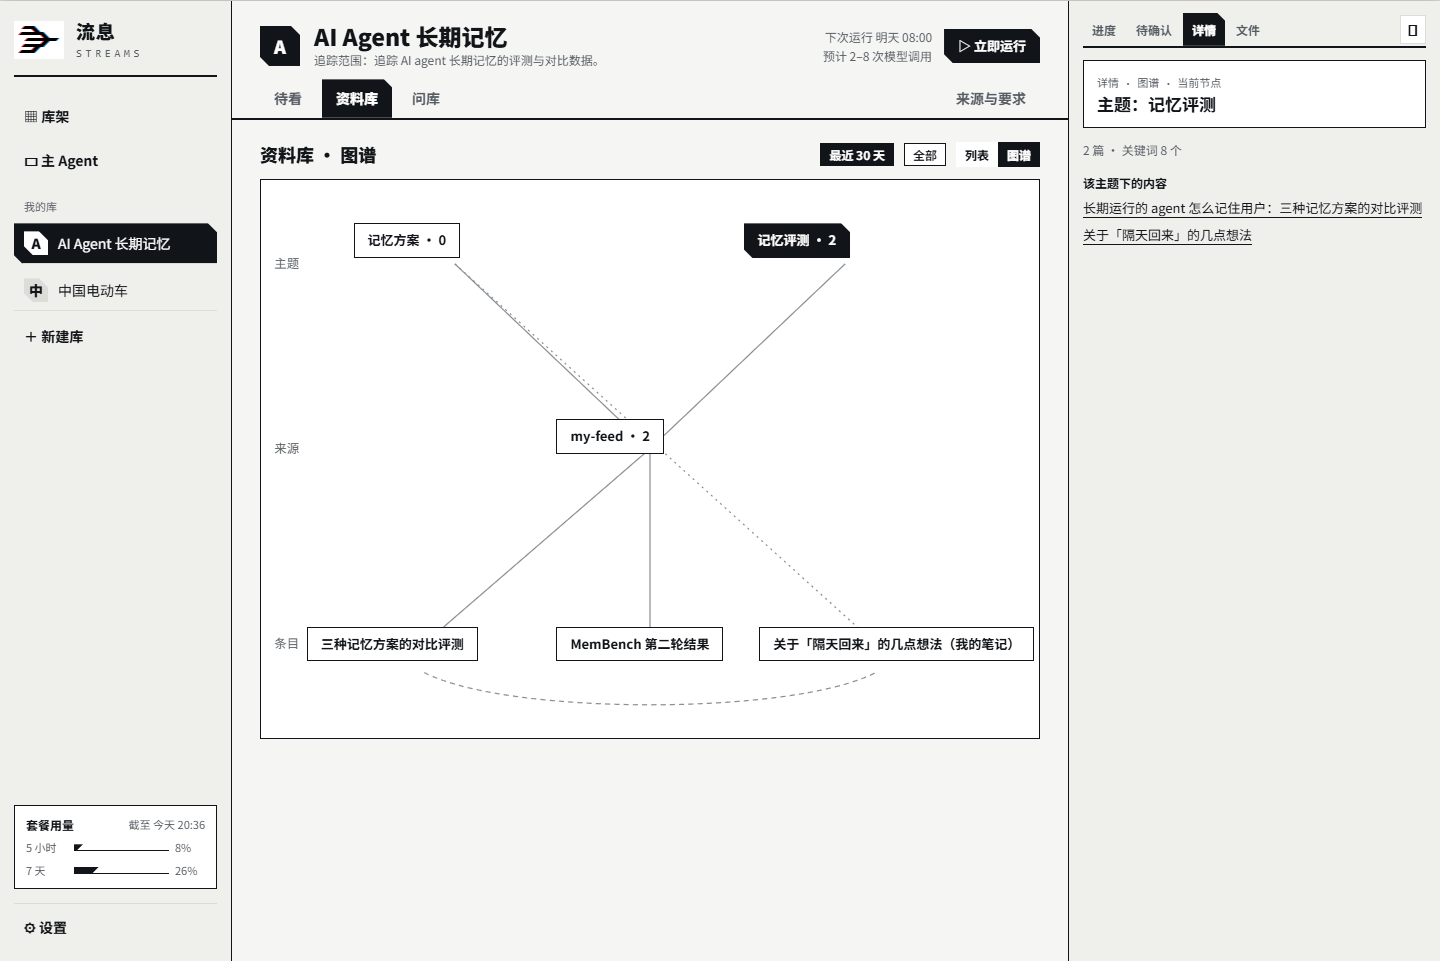 流息
STREAMS
库架
主 Agent
我的库
A AI Agent 长期记忆
中 中国电动车
新建库
套餐用量 截至 今天 20:36
5 小时 8%
7 天 26%
设置
A
AI Agent 长期记忆
追踪范围：追踪 AI agent 长期记忆的评测与对比数据。
下次运行 明天 08:00
预计 2–8 次模型调用
立即运行
待看 资料库 问库 来源与要求
资料库 · 图谱
最近 30 天 全部 列表 图谱
记忆方案 · 0 记忆评测 · 2
主题
my-feed · 2
来源
条目 三种记忆方案的对比评测 MemBench 第二轮结果 关于「隔天回来」的几点想法（我的笔记）
进度 待确认 详情 文件
详情 · 图谱 · 当前节点
主题：记忆评测
2 篇 · 关键词 8 个
该主题下的内容
长期运行的 agent 怎么记住用户：三种记忆方案的对比评测
关于「隔天回来」的几点想法